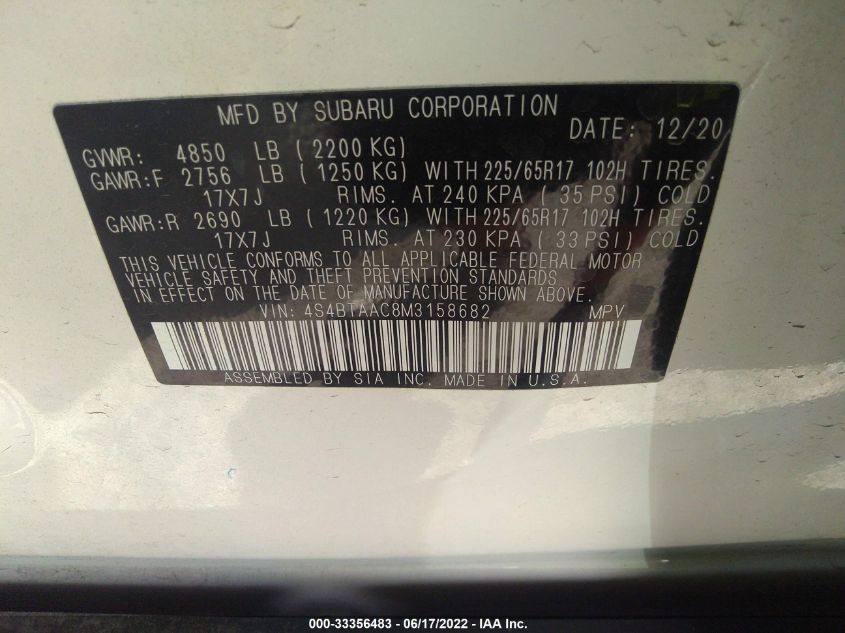 MFD BY SUBARU CORPORATION
DATE: 12/20
GVWR: 4850 LB ( 2200 KG)
GAWR:F 2756 LB ( 1250 KG) WITH 225/65R17 102H TIRES.
17X7J RIMS. AT 240 KPA 35 PSI) COLD
GAWR:R 2690 LB ( 1220 KG) WITH 225/65R17 102H TIRES.
17X7J RIMS. AT 230 KPA ( 33 PSI) COLD
THIS VEHICLE CONFORMS TO ALL APPLICABLE FEDERAL MOTOR
VEHICLE SAFETY AND THEFT PREVENTION STANDARDS
IN EFFECT ON THE DATE OF MANUFACTURE SHOWN ABOVE.
VIN: 4S4BTAAC8M3158682 MPV
ASSEMBLED BY SIA INC. MADE IN U.S.A.
000-33356483 - 06/17/2022 - IAA Inc.